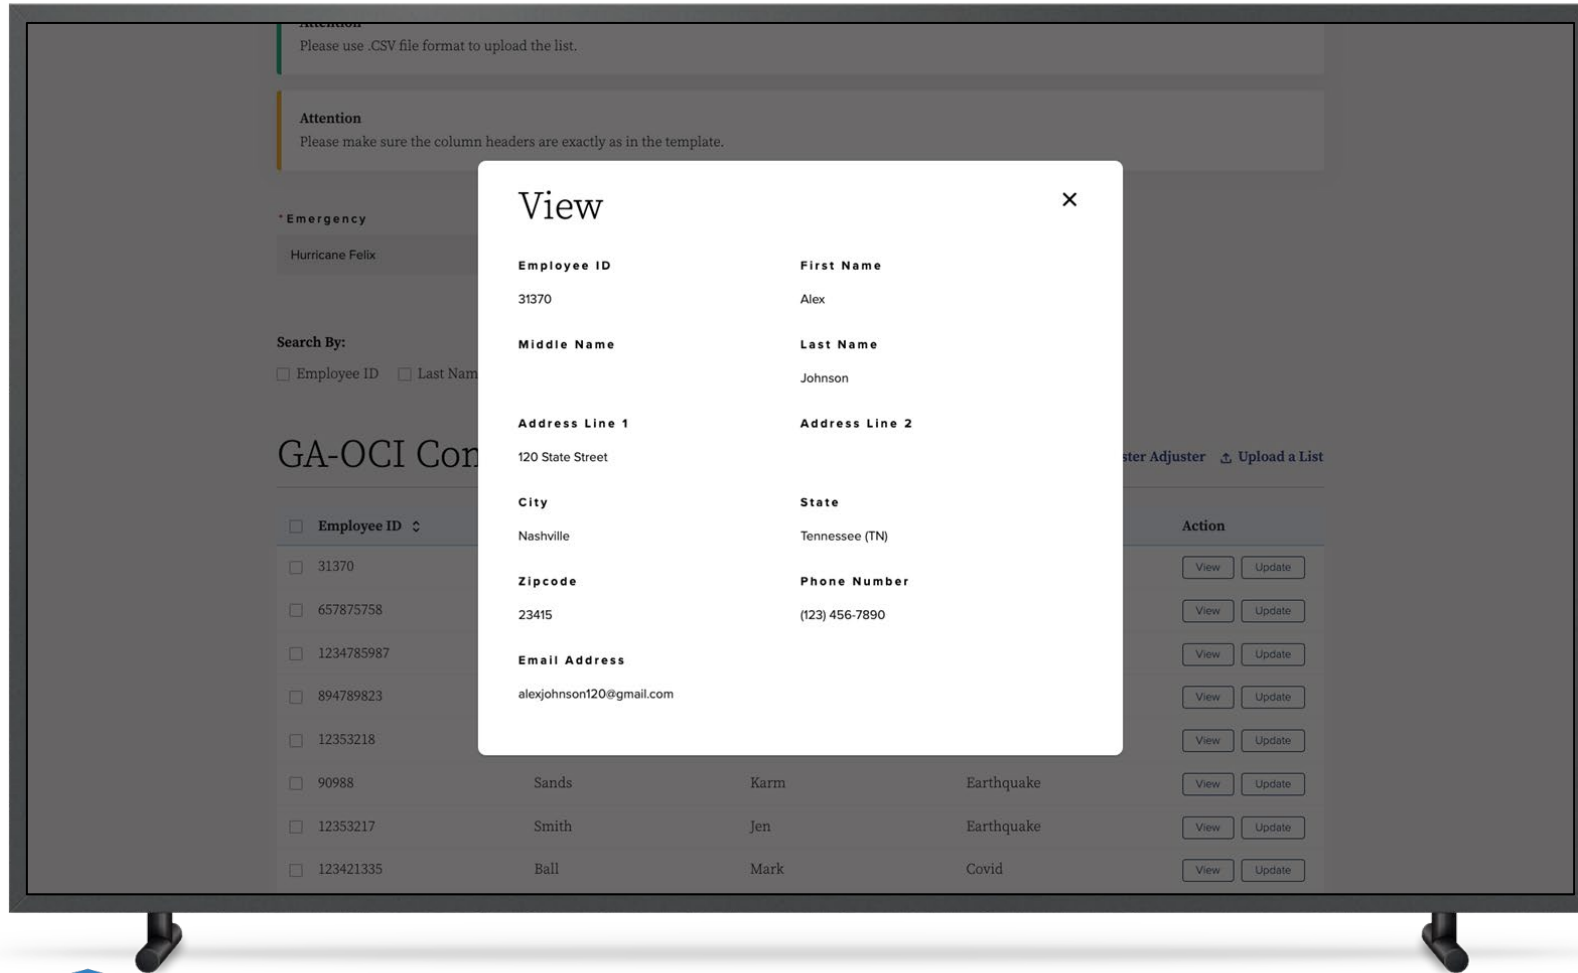 Attention
Please use .CSV file format to upload the list.
Attention
Please make sure the column headers are exactly as in the template.
*Emergency
Hurricane Felix
Search By:
Employee ID Last Nam
GA-OCI Con
ster Adjuster Upload a List
Employee ID Action
31370 View Update
657875758 View Update
1234785987 View Update
894789823 View Update
12353218 View Update
90988 Sands Karm Earthquake View Update
12353217 Smith Jen Earthquake View Update
123421335 Ball Mark Covid View Update
View
Employee ID First Name
31370 Alex
Middle Name Last Name
Johnson
Address Line 1 Address Line 2
120 State Street
City State
Nashville Tennessee (TN)
Zipcode Phone Number
23415 (123) 456-7890
Email Address
alexjohnson120@gmail.com